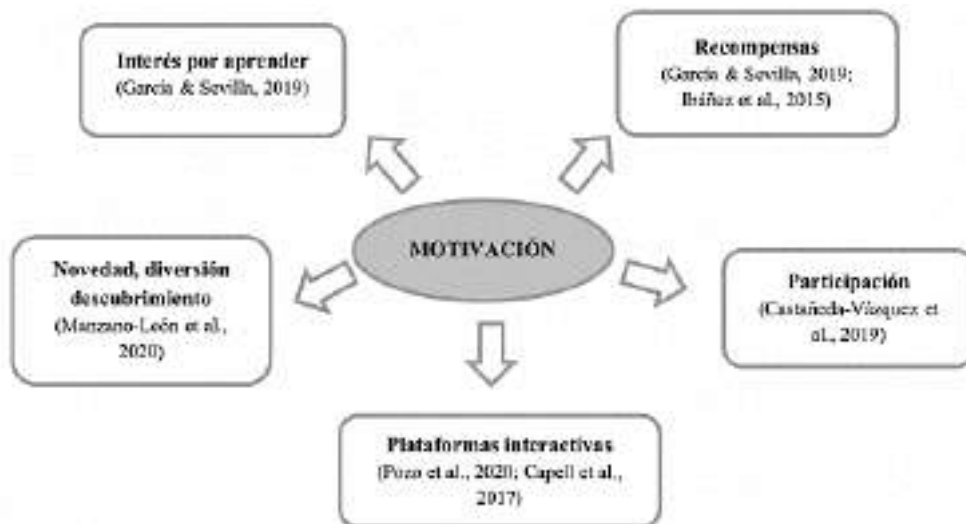 Interés por aprender
(García & Sevilla, 2019)
Recompensas
(García & Sevilla, 2019;
Ibáñez et al., 2015)
MOTIVACIÓN
Novedad, diversión
descubrimiento
(Manzano-León et al.,
2020)
Participación
(Castañeda-Vázquez et
al., 2019)
Plataformas interactivas
(Pozo et al., 2020; Capell et al.,
2017)